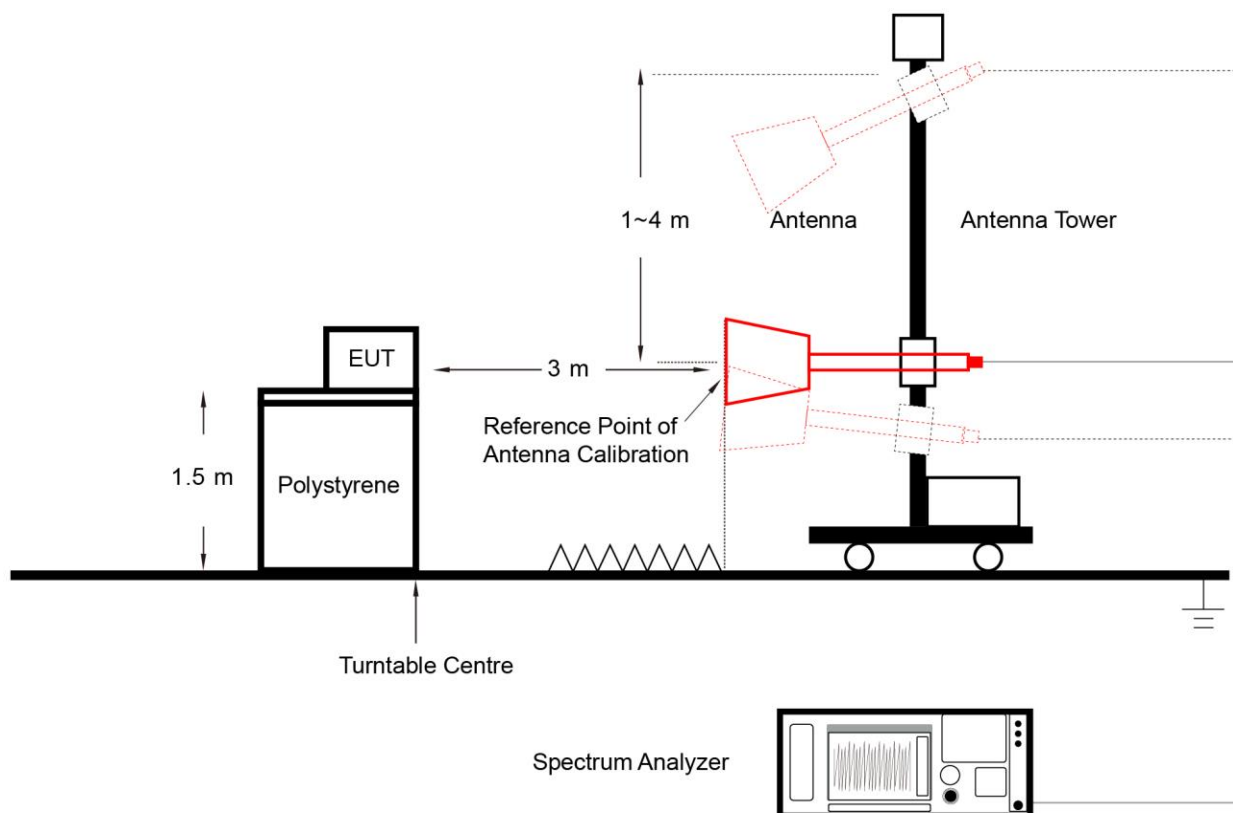 1~4 m
Antenna
Antenna Tower
EUT
3 m
Reference Point of
Antenna Calibration
1.5 m
Polystyrene
Turntable Centre
Spectrum Analyzer